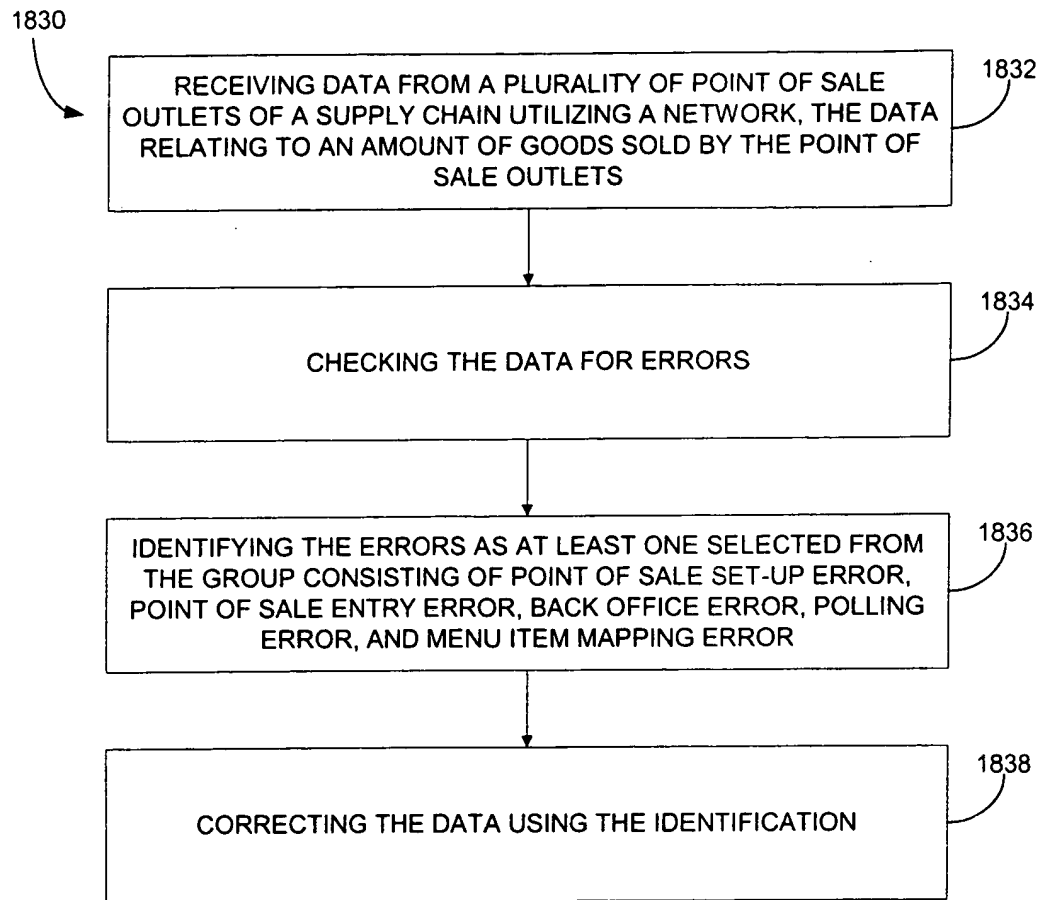 1830
RECEIVING DATA FROM A PLURALITY OF POINT OF SALE
OUTLETS OF A SUPPLY CHAIN UTILIZING A NETWORK, THE DATA
RELATING TO AN AMOUNT OF GOODS SOLD BY THE POINT OF
SALE OUTLETS
1832
CHECKING THE DATA FOR ERRORS
1834
IDENTIFYING THE ERRORS AS AT LEAST ONE SELECTED FROM
THE GROUP CONSISTING OF POINT OF SALE SET-UP ERROR,
POINT OF SALE ENTRY ERROR, BACK OFFICE ERROR, POLLING
ERROR, AND MENU ITEM MAPPING ERROR
1836
CORRECTING THE DATA USING THE IDENTIFICATION
1838